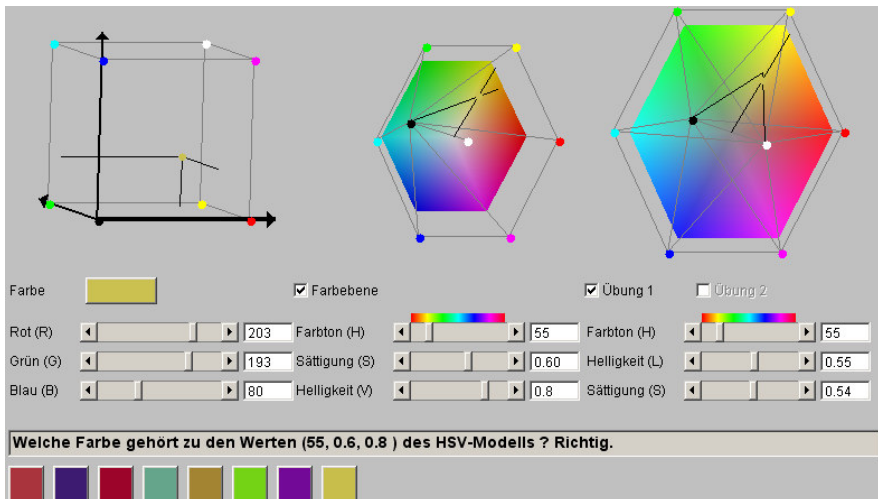 Farbe Farbebene Übung 1 Übung 2
Rot (R) 203 Farbton (H) 55 Farbton (H) 55
Grün (G) 193 Sättigung (S) 0.60 Helligkeit (L) 0.55
Blau (B) 80 Helligkeit (V) 0.8 Sättigung (S) 0.54
Welche Farbe gehört zu den Werten (55, 0.6, 0.8 ) des HSV-Modells ? Richtig.